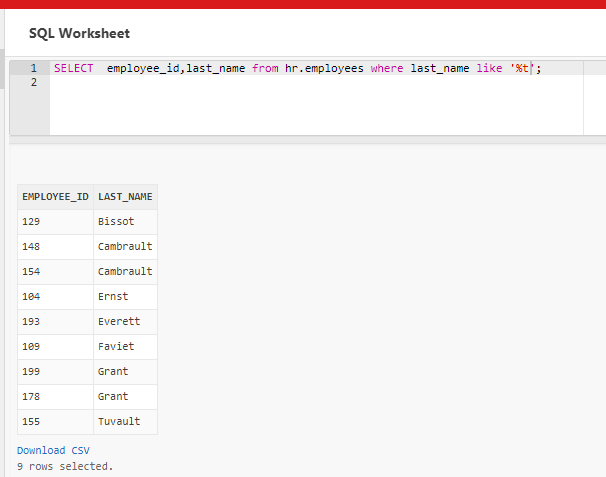 SQL Worksheet
1 SELECT  employee_id,last_name from hr.employees where last_name like '%t';
2
EMPLOYEE_ID LAST_NAME
129 Bissot
148 Cambrault
154 Cambrault
104 Ernst
193 Everett
109 Faviet
199 Grant
178 Grant
155 Tuvault
Download CSV
9 rows selected.